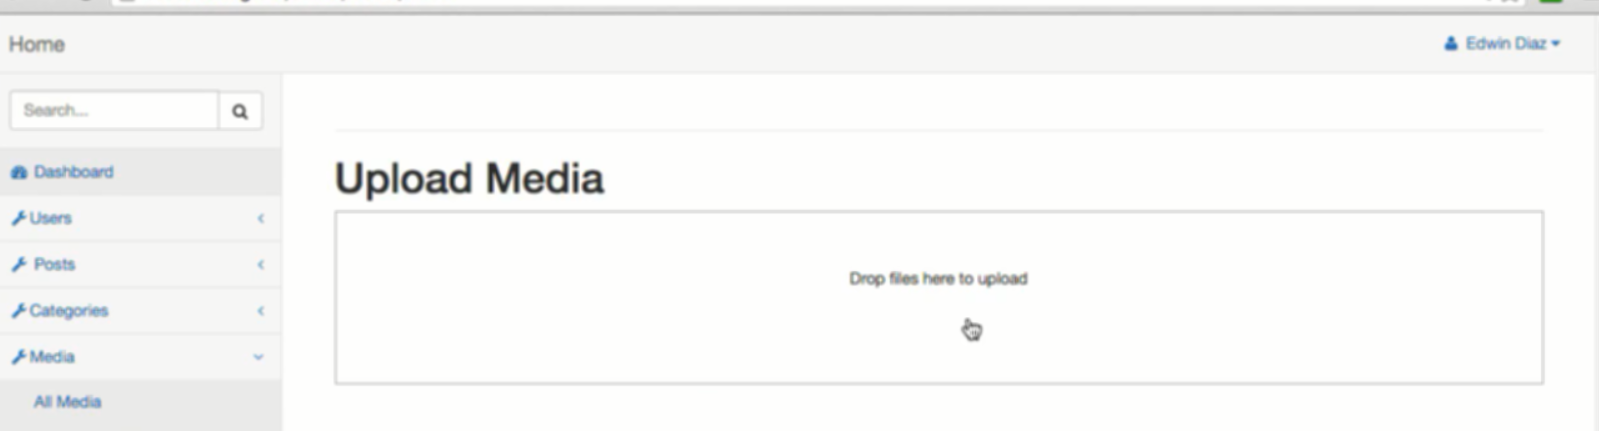 Home
Edwin Diaz
Search...
Dashboard
Users
Posts
Categories
Media
All Media
Upload Media
Drop files here to upload